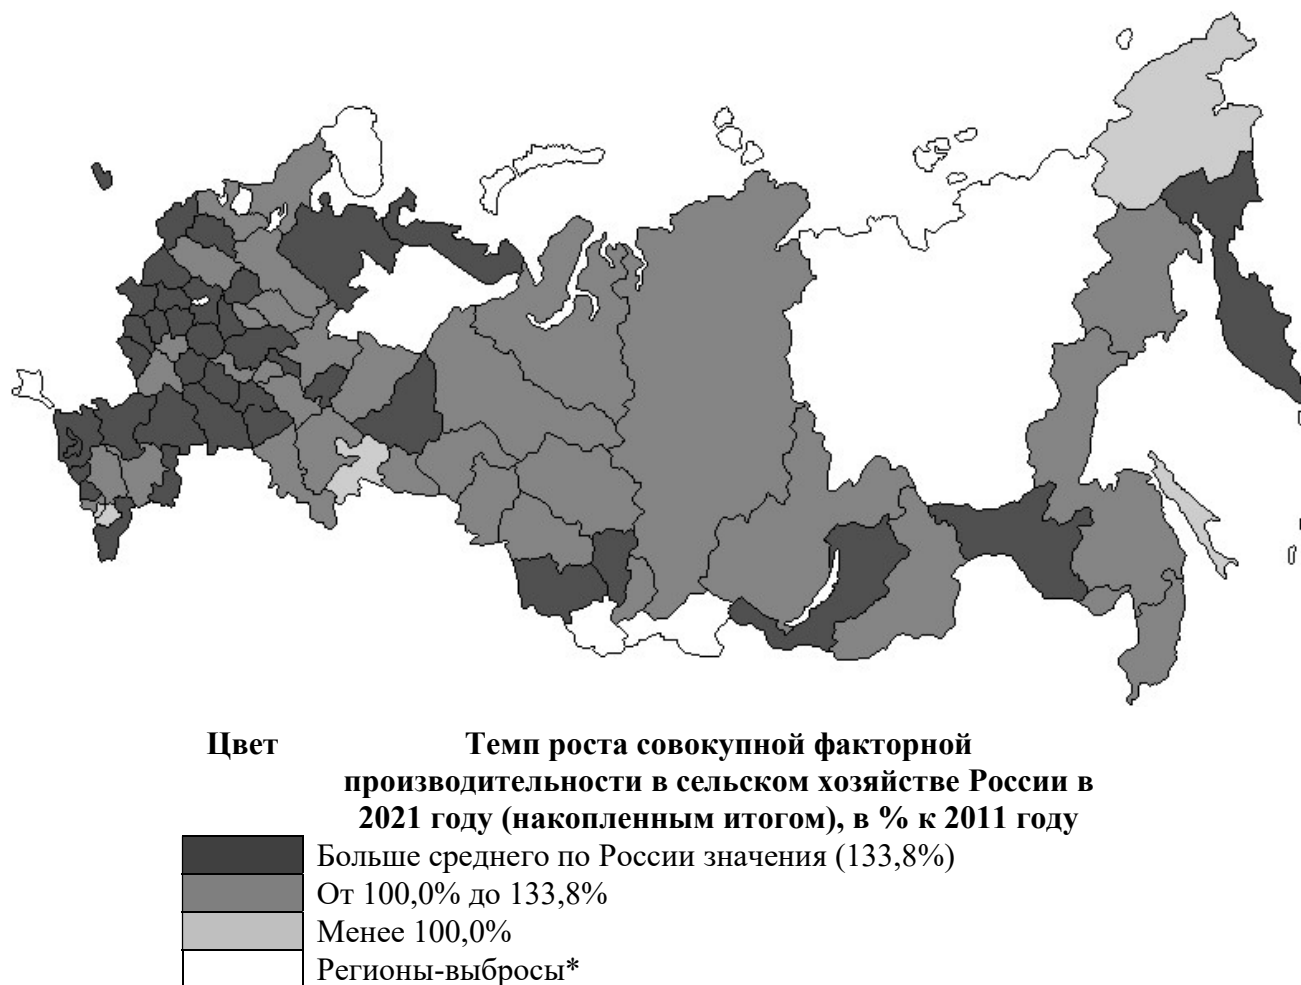 Цвет Темп роста совокупной факторной
производительности в сельском хозяйстве России в
2021 году (накопленным итогом), в % к 2011 году
Больше среднего по России значения (133,8%)
От 100,0% до 133,8%
Менее 100,0%
Регионы-выбросы*